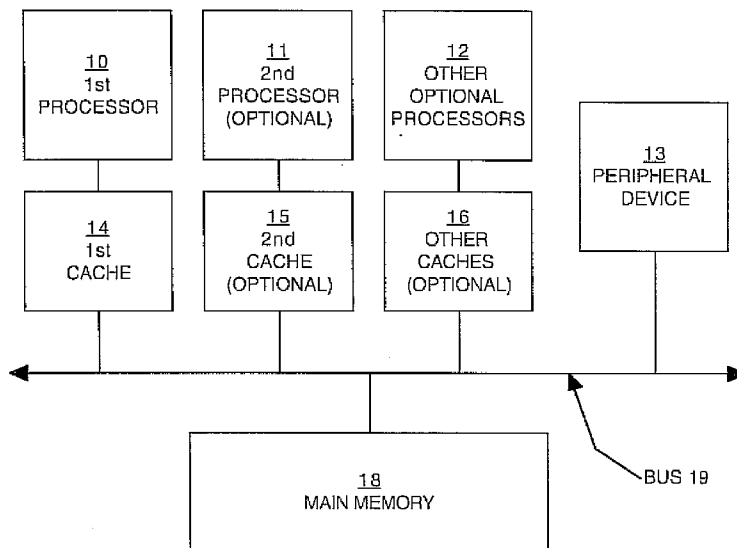 10
1st
PROCESSOR
11
2nd
PROCESSOR
(OPTIONAL)
12
OTHER
OPTIONAL
PROCESSORS
13
PERIPHERAL
DEVICE
14
1st
CACHE
15
2nd
CACHE
(OPTIONAL)
16
OTHER
CACHES
(OPTIONAL)
BUS 19
18
MAIN MEMORY